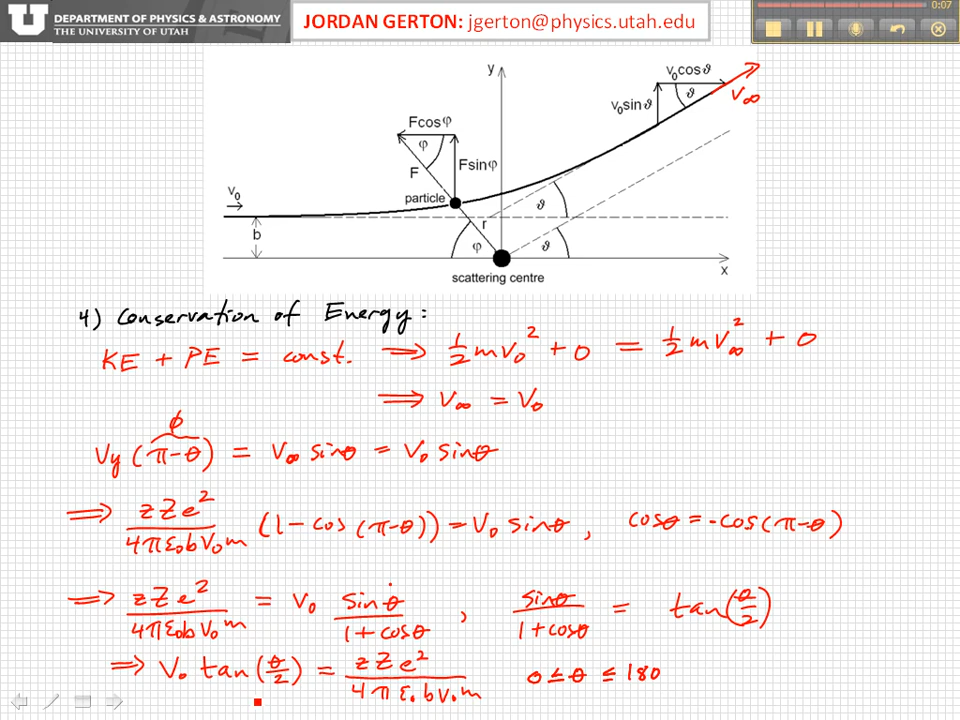 U
DEPARTMENT OF PHYSICS & ASTRONOMY
THE UNIVERSITY OF UTAH
JORDAN GERTON: jgerton@physics.utah.edu
0:07
y
v₀cosϑ
v₀sinϑ
ϑ
V∞
Fcosφ
φ
F
Fsinφ
v₀
particle
b
r
φ
ϑ
ϑ
x
scattering centre
4) Conservation of Energy:
KE + PE = const. ⟹ ½mv₀² + 0 = ½mv∞² + 0
⟹ V∞ = V₀
ϕ
Vy (π-θ) = V∞ sinθ = V₀ sinθ
⟹ zZe²/4πε₀bV₀m (1 - cos(π-θ)) = V₀ sinθ, cosθ = -cos(π-θ)
⟹ zZe²/4πε₀bV₀m = V₀ sinθ/1+cosθ, sinθ/1+cosθ = tan(θ/2)
⟹ V₀ tan(θ/2) = zZe²/4πε₀bV₀m 0 ≤ θ ≤ 180